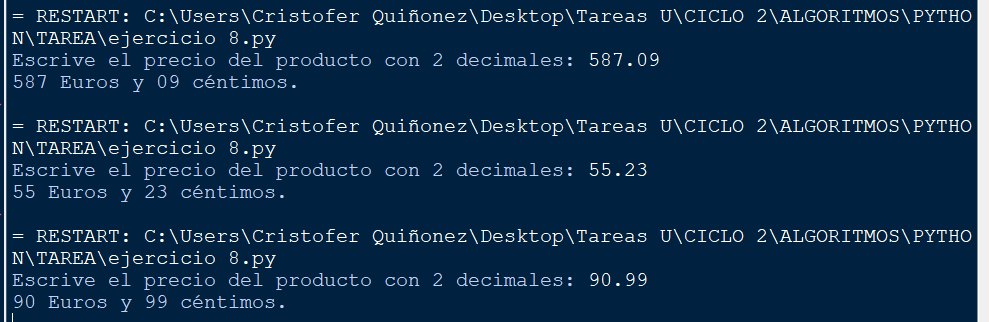 = RESTART: C:\Users\Cristofer Quiñonez\Desktop\Tareas U\CICLO 2\ALGORITMOS\PYTHO
N\TAREA\ejercicio 8.py
Escrive el precio del producto con 2 decimales: 587.09
587 Euros y 09 céntimos.
= RESTART: C:\Users\Cristofer Quiñonez\Desktop\Tareas U\CICLO 2\ALGORITMOS\PYTHO
N\TAREA\ejercicio 8.py
Escrive el precio del producto con 2 decimales: 55.23
55 Euros y 23 céntimos.
= RESTART: C:\Users\Cristofer Quiñonez\Desktop\Tareas U\CICLO 2\ALGORITMOS\PYTHO
N\TAREA\ejercicio 8.py
Escrive el precio del producto con 2 decimales: 90.99
90 Euros y 99 céntimos.